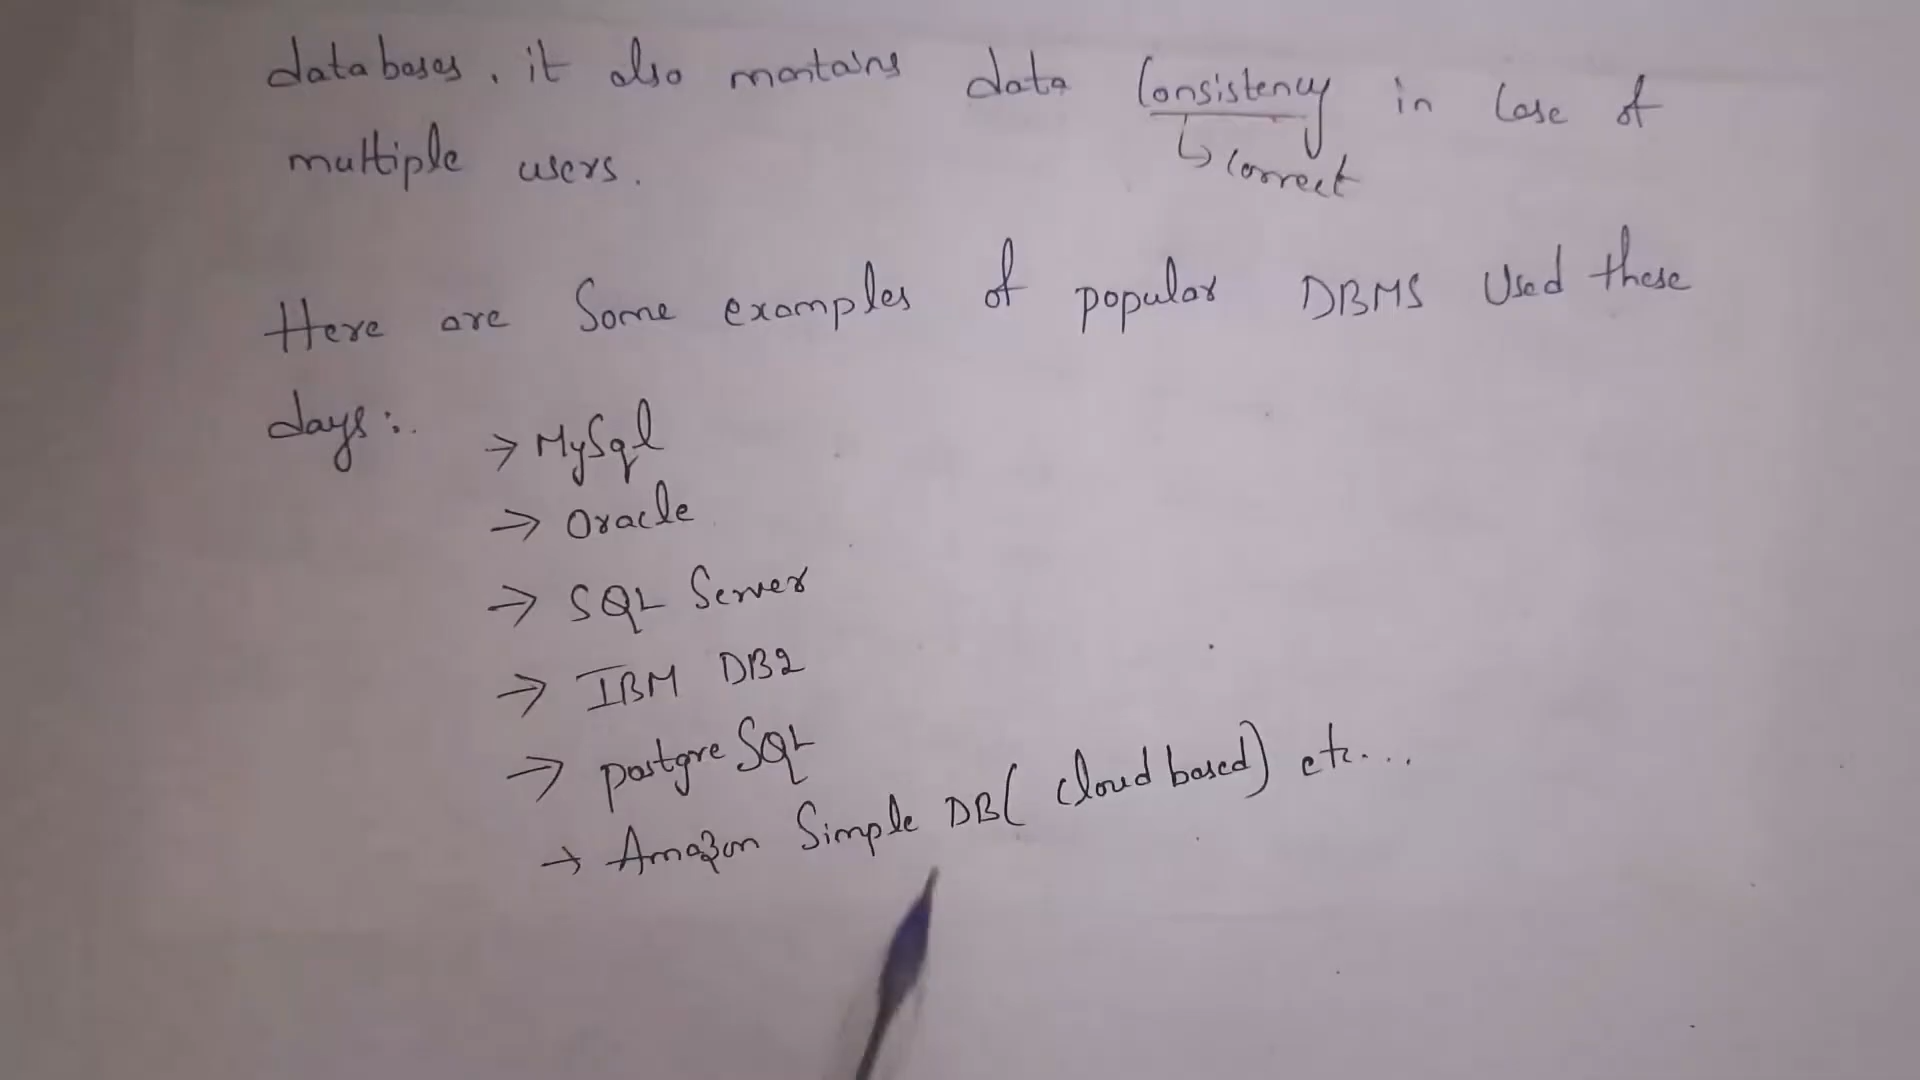 databases, it also mantains data Consistency in Case of
↳ correct
multiple users.
Here are Some examples of popular DBMS Used these
days:.
→ MySql
→ Oracle
→ SQL Server
→ IBM DB2
→ postgre SQL
→ Amazon Simple DB( cloud based) etc...